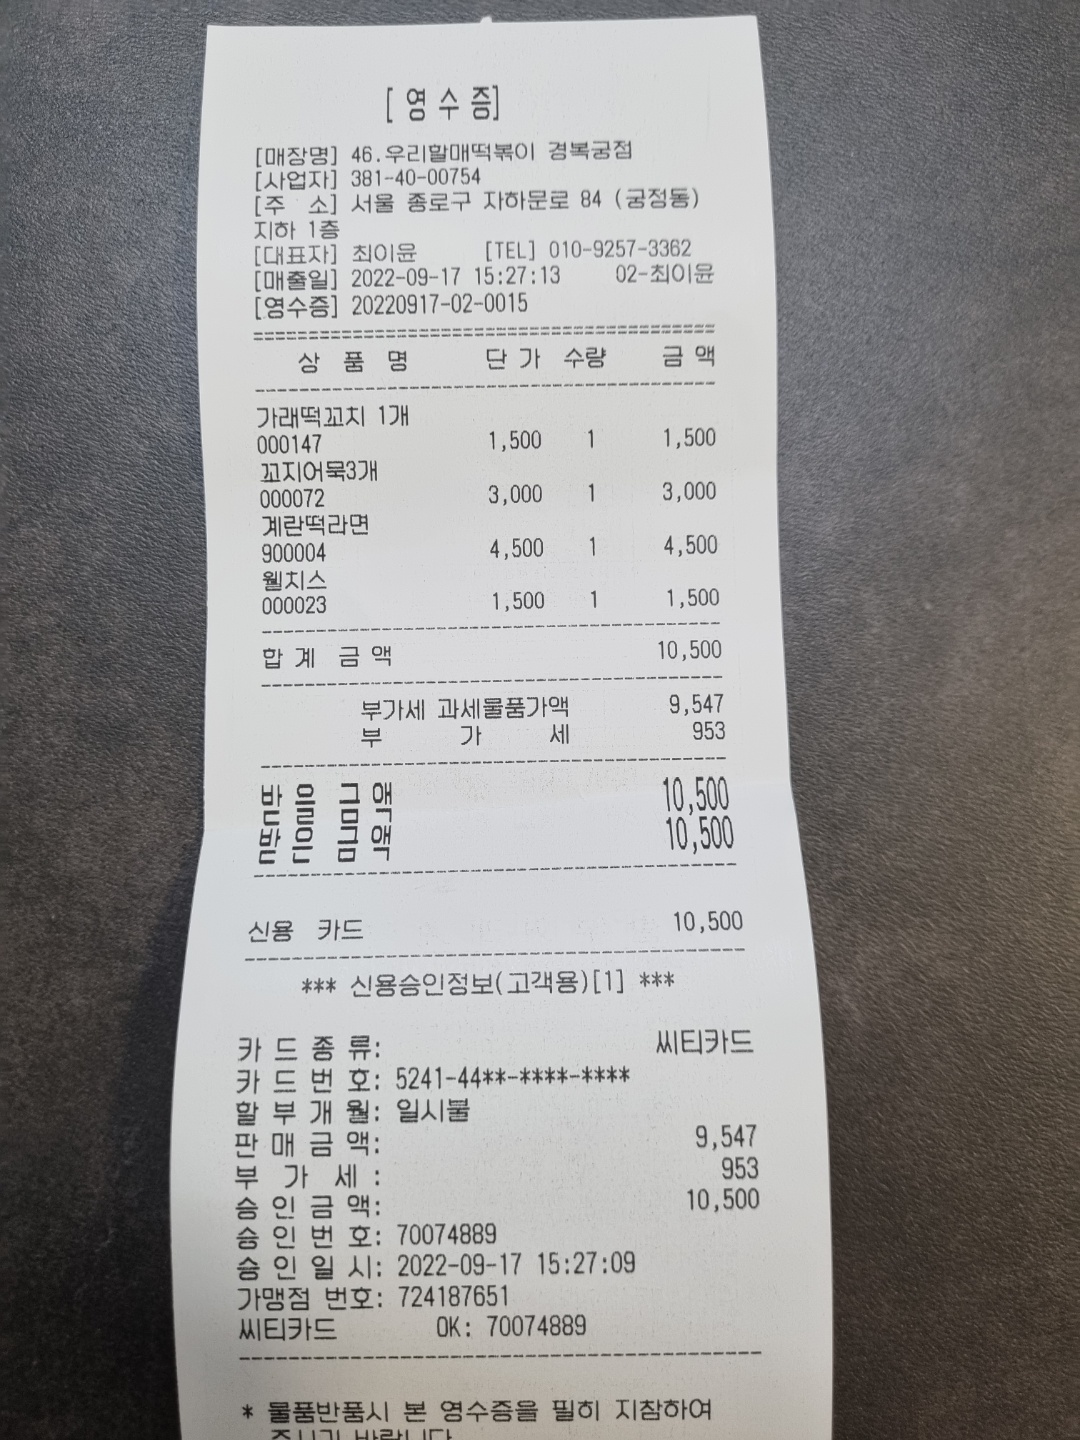 [ 영 수 증]
[매장명] 46.우리할매떡볶이 경복궁점
[사업자] 381-40-00754
[주 소] 서울 종로구 자하문로 84 (궁정동)
지하 1층
[대표자] 최이윤 [TEL] 010-9257-3362
[매출일] 2022-09-17 15:27:13 02-최이윤
[영수증] 20220917-02-0015
상 품 명 단 가 수량 금 액
가래떡꼬치 1개
000147 1,500 1 1,500
꼬지어묵3개
000072 3,000 1 3,000
계란떡라면
900004 4,500 1 4,500
웰치스
000023 1,500 1 1,500
합 계 금 액 10,500
부가세 과세물품가액 9,547
부 가 세 953
받 을 금 액 10,500
받 은 금 액 10,500
신용 카드 10,500
*** 신용승인정보(고객용)[1] ***
카 드 종 류: 씨티카드
카 드 번 호: 5241-44**-****-****
할 부 개 월: 일시불
판 매 금 액: 9,547
부 가 세 : 953
승 인 금 액: 10,500
승 인 번 호: 70074889
승 인 일 시: 2022-09-17 15:27:09
가맹점 번호: 724187651
씨티카드 OK: 70074889
* 물품반품시 본 영수증을 필히 지참하여